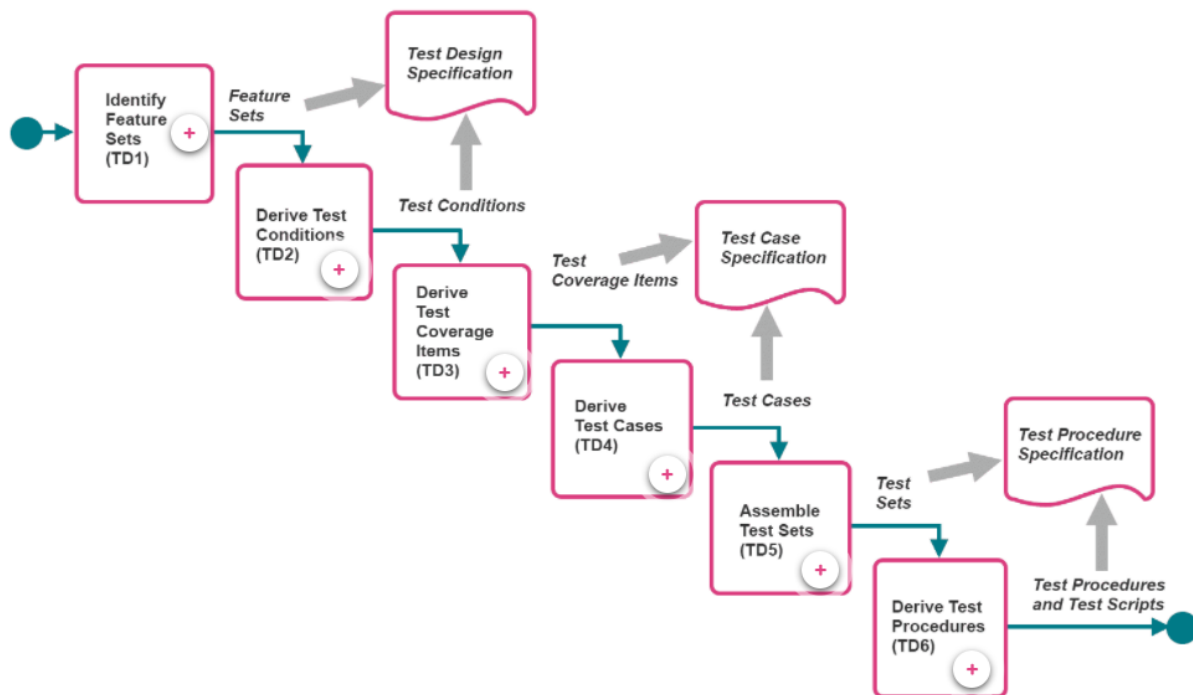 Identify
Feature
Sets
(TD1)
+
Feature
Sets
Test Design
Specification
Derive Test
Conditions
(TD2)
+
Test Conditions
Derive
Test
Coverage
Items
(TD3)
+
Test
Coverage Items
Test Case
Specification
Derive
Test Cases
(TD4)
+
Test Cases
Assemble
Test Sets
(TD5)
+
Test
Sets
Test Procedure
Specification
Derive Test
Procedures
(TD6)
+
Test Procedures
and Test Scripts